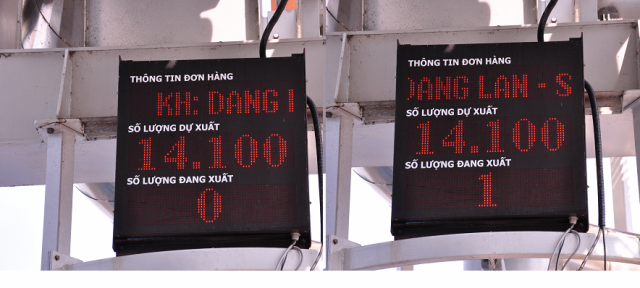 THÔNG TIN ĐƠN HÀNG
KH: DANG
SỐ LƯỢNG DỰ XUẤT
14.100
SỐ LƯỢNG ĐANG XUẤT
0
THÔNG TIN ĐƠN HÀNG
DANG LAN - S
SỐ LƯỢNG DỰ XUẤT
14.100
SỐ LƯỢNG ĐANG XUẤT
1